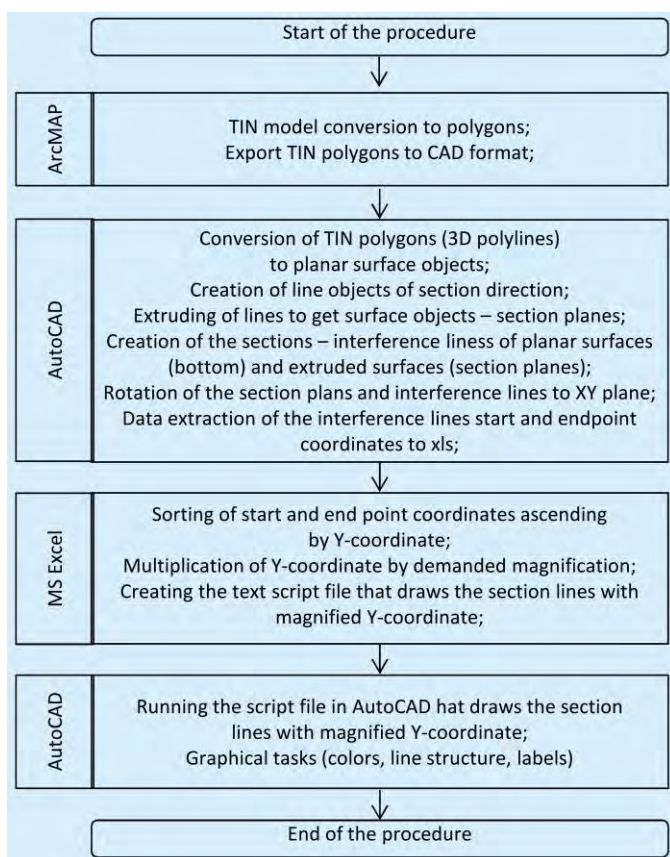 Start of the procedure
ArcMAP
TIN model conversion to polygons;
Export TIN polygons to CAD format;
AutoCAD
Conversion of TIN polygons (3D polylines)
to planar surface objects;
Creation of line objects of section direction;
Extruding of lines to get surface objects – section planes;
Creation of the sections – interference liness of planar surfaces
(bottom) and extruded surfaces (section planes);
Rotation of the section plans and interference lines to XY plane;
Data extraction of the interference lines start and endpoint
coordinates to xls;
MS Excel
Sorting of start and end point coordinates ascending
by Y-coordinate;
Multiplication of Y-coordinate by demanded magnification;
Creating the text script file that draws the section lines with
magnified Y-coordinate;
AutoCAD
Running the script file in AutoCAD hat draws the section
lines with magnified Y-coordinate;
Graphical tasks (colors, line structure, labels)
End of the procedure